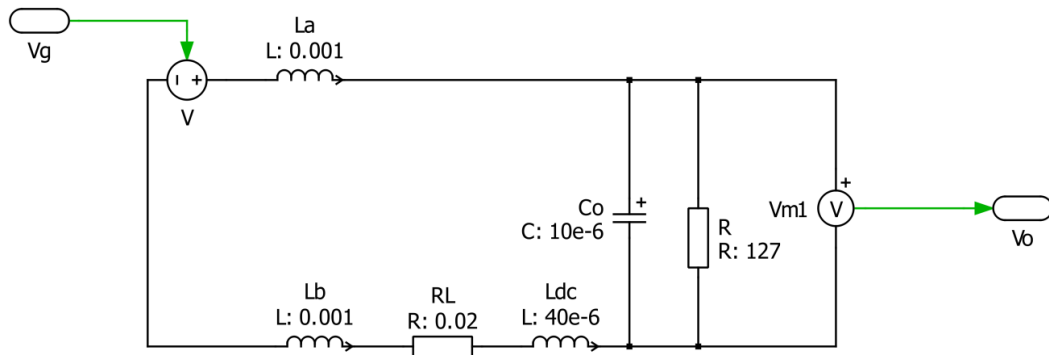 Vg
- +
V
La
L: 0.001
Co
C: 10e-6
+
R
R: 127
Vm1
+
V
Vo
Lb
L: 0.001
RL
R: 0.02
Ldc
L: 40e-6